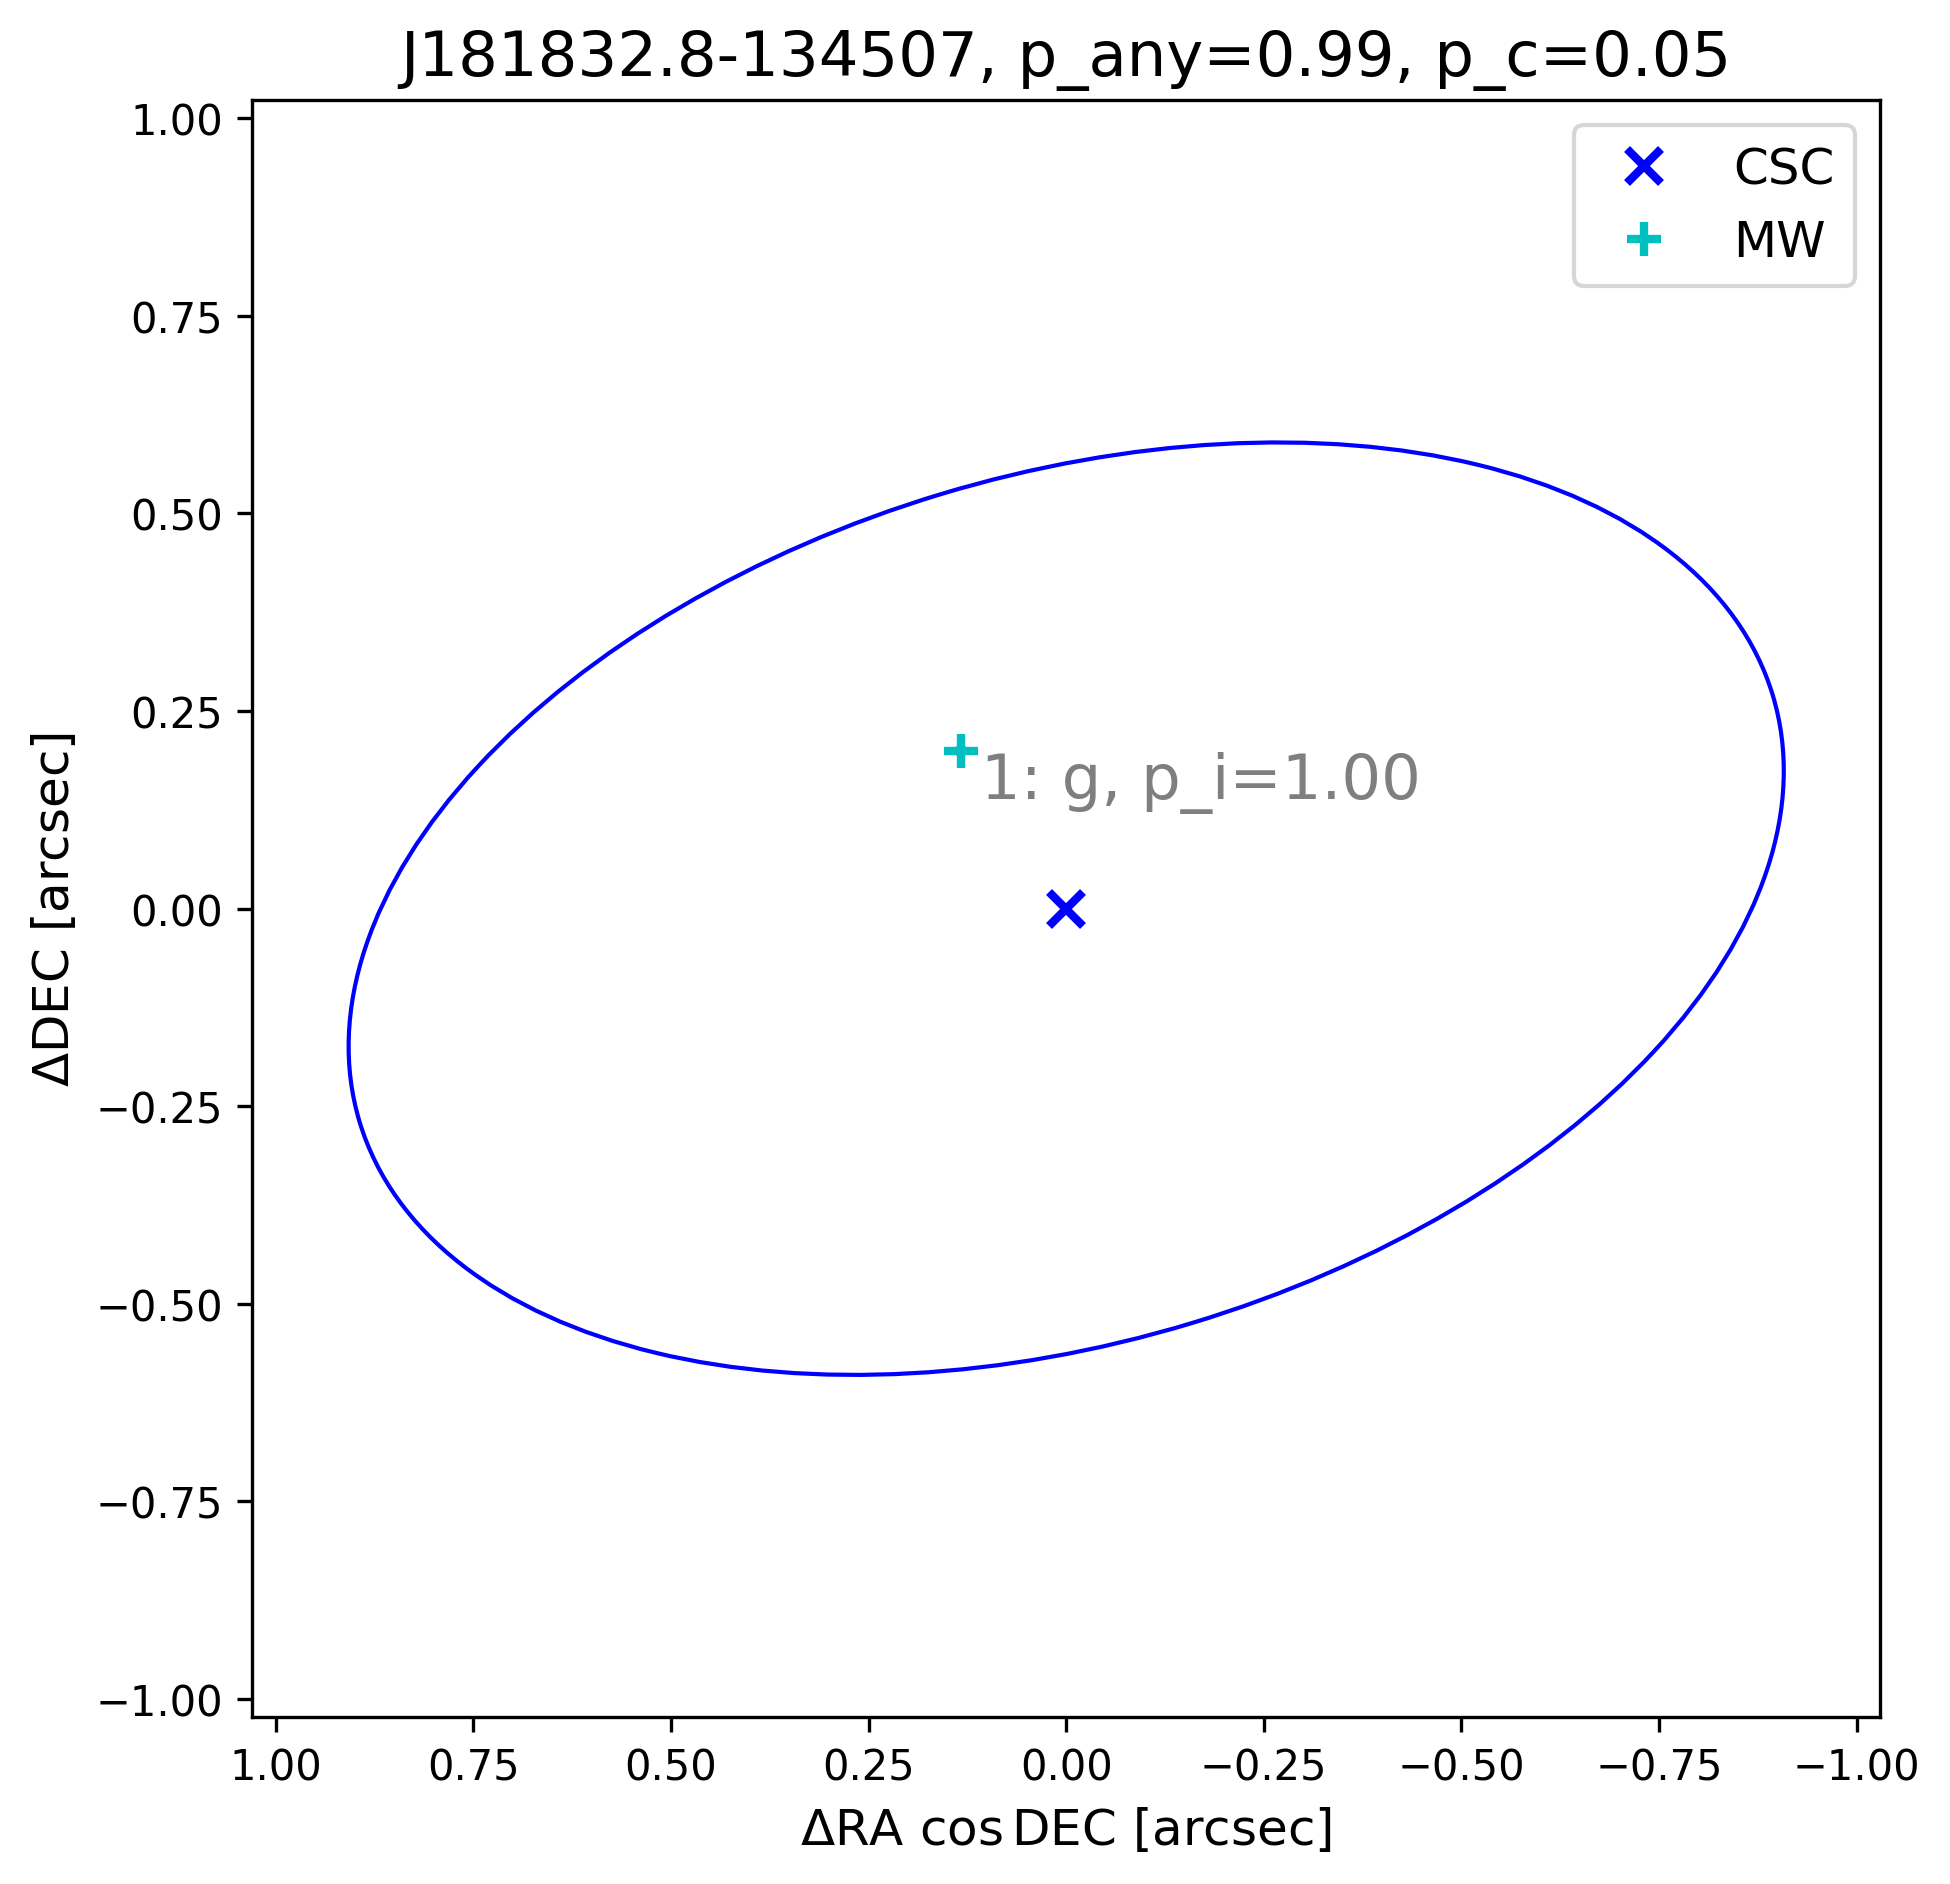 J181832.8-134507, p_any=0.99, p_c=0.05
CSC
MW
1.00
0.75
0.50
0.25
0.00
−0.25
−0.50
−0.75
−1.00
ΔDEC [arcsec]
1: g, p_i=1.00
1.00 0.75 0.50 0.25 0.00 −0.25 −0.50 −0.75 −1.00
ΔRA cos DEC [arcsec]